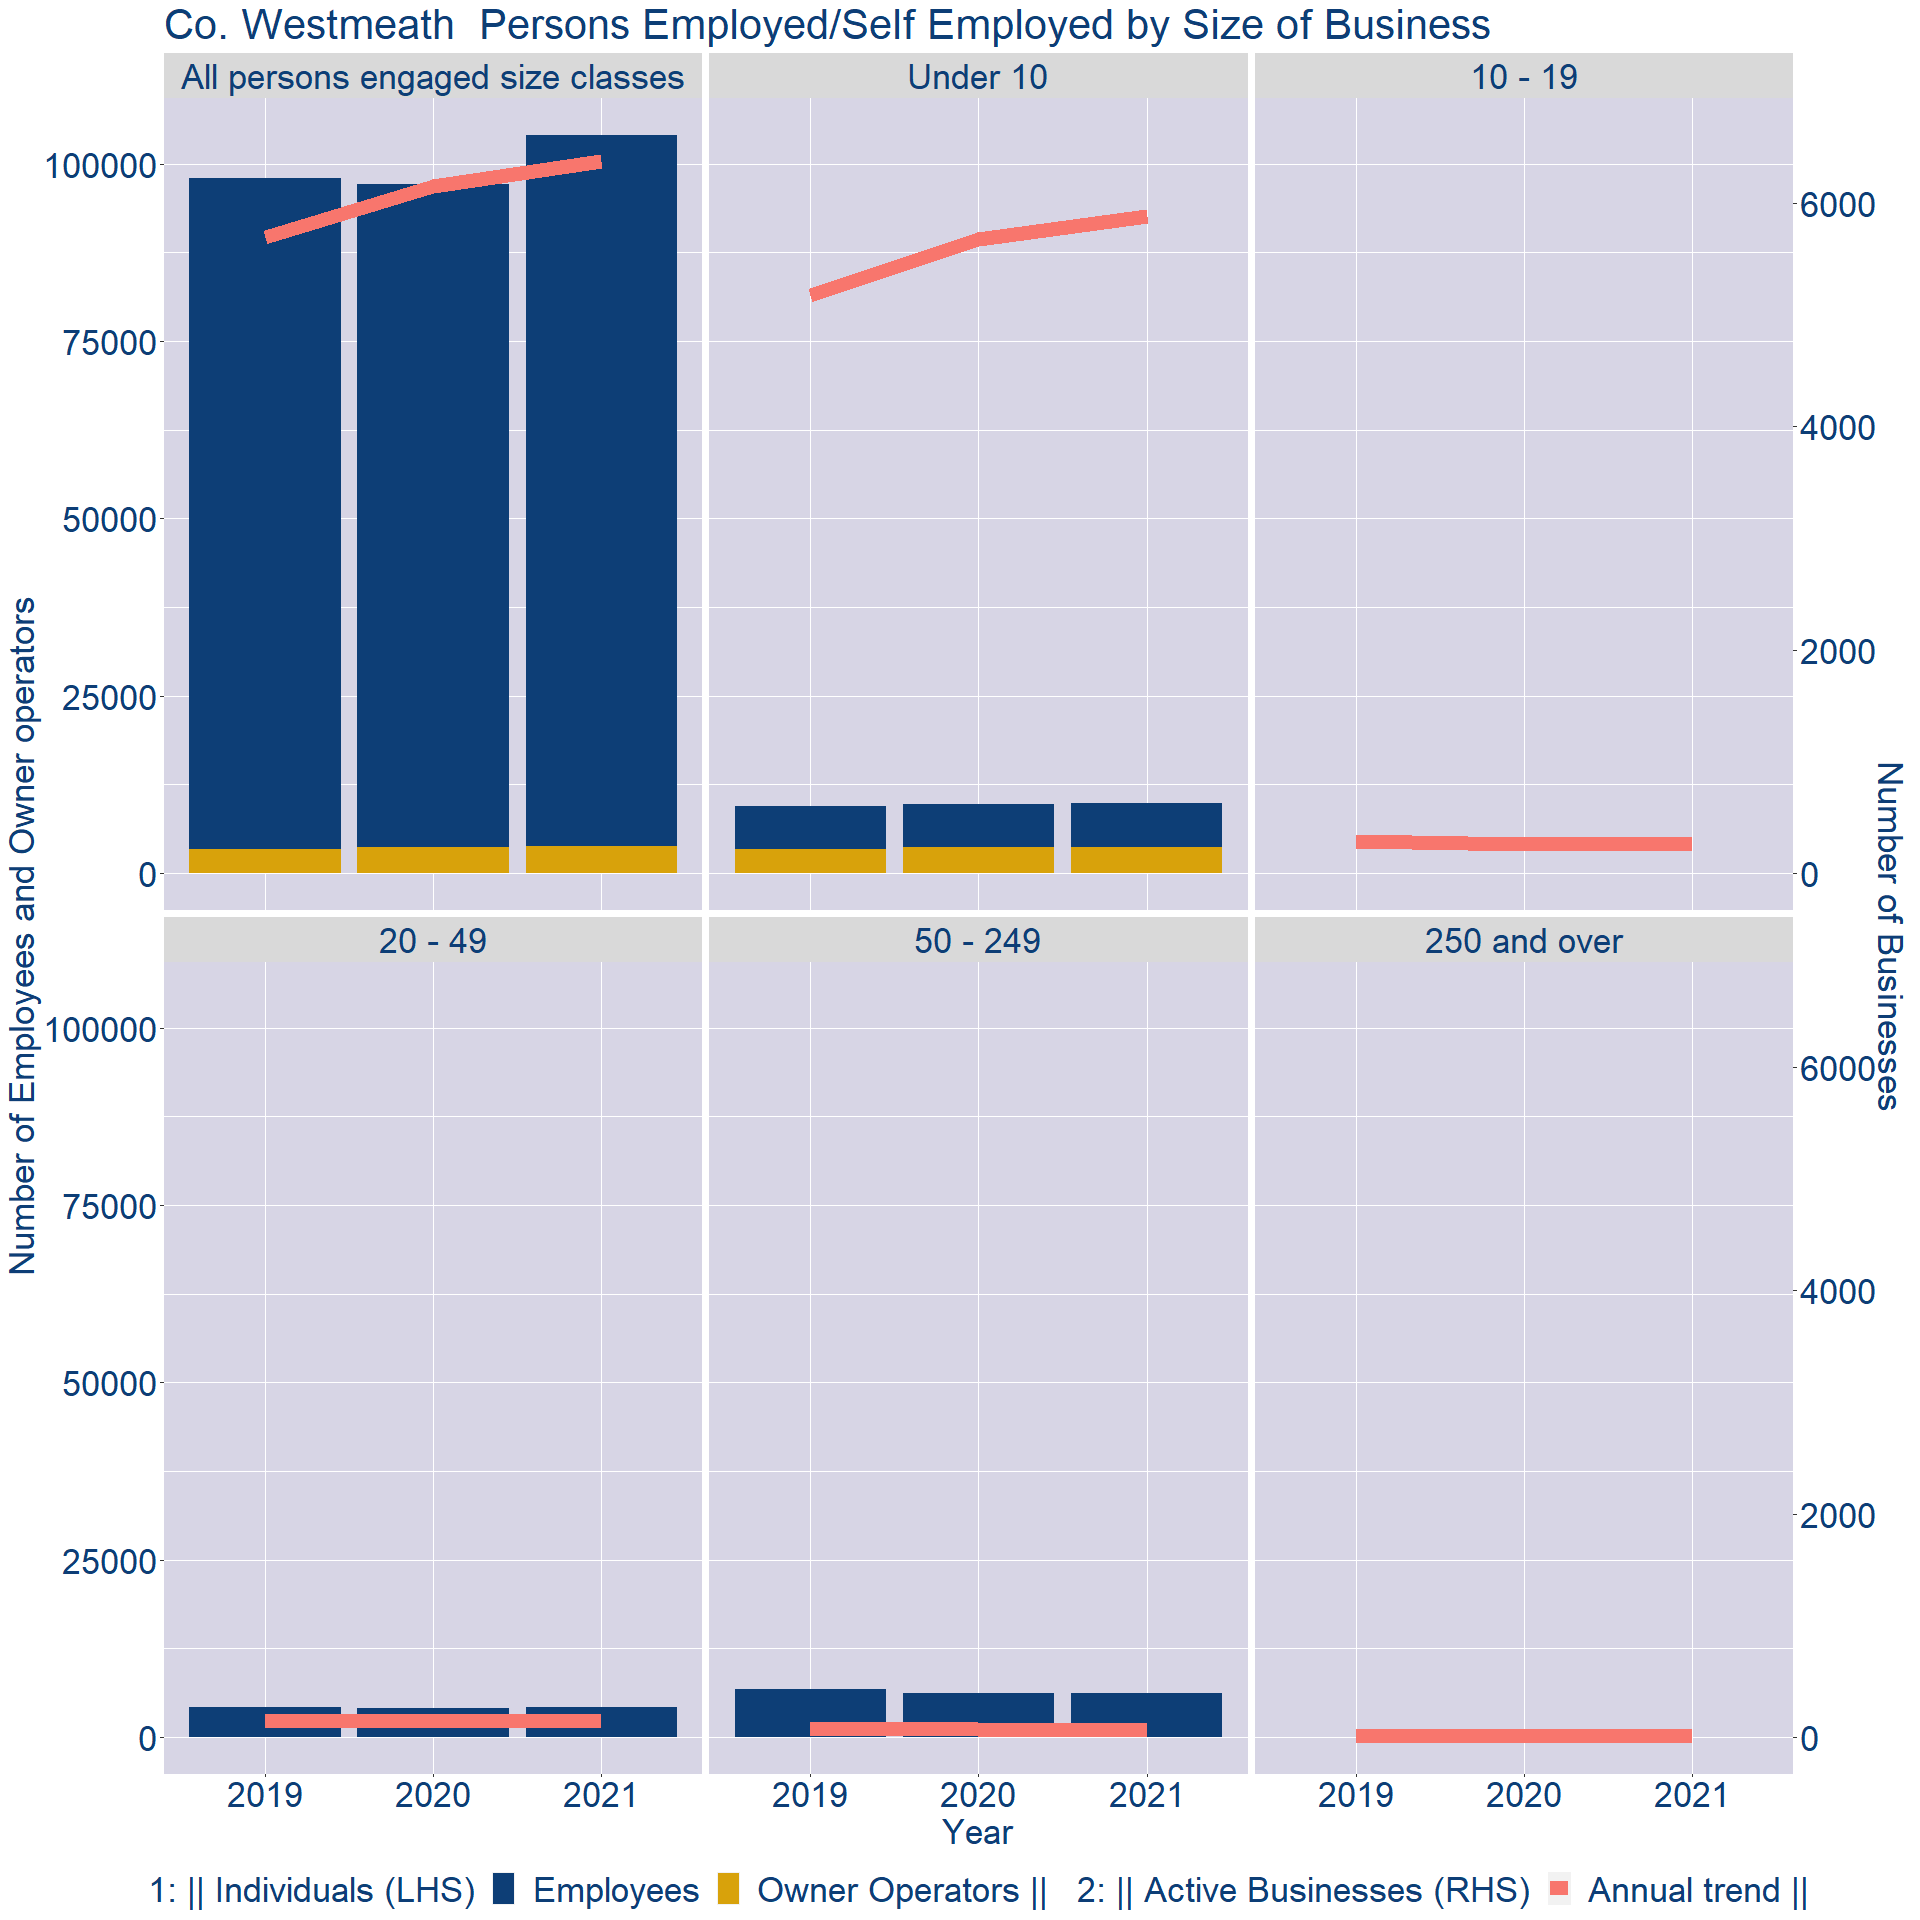 Co. Westmeath  Persons Employed/Self Employed by Size of Business
All persons engaged size classes
Under 10
10 - 19
100000
75000
50000
25000
0
6000
4000
2000
0
20 - 49
50 - 249
250 and over
100000
75000
50000
25000
0
6000
4000
2000
0
Number of Employees and Owner operators
Number of Businesses
2019 2020 2021
2019 2020 2021
2019 2020 2021
Year
1: || Individuals (LHS) Employees Owner Operators || 2: || Active Businesses (RHS) Annual trend ||